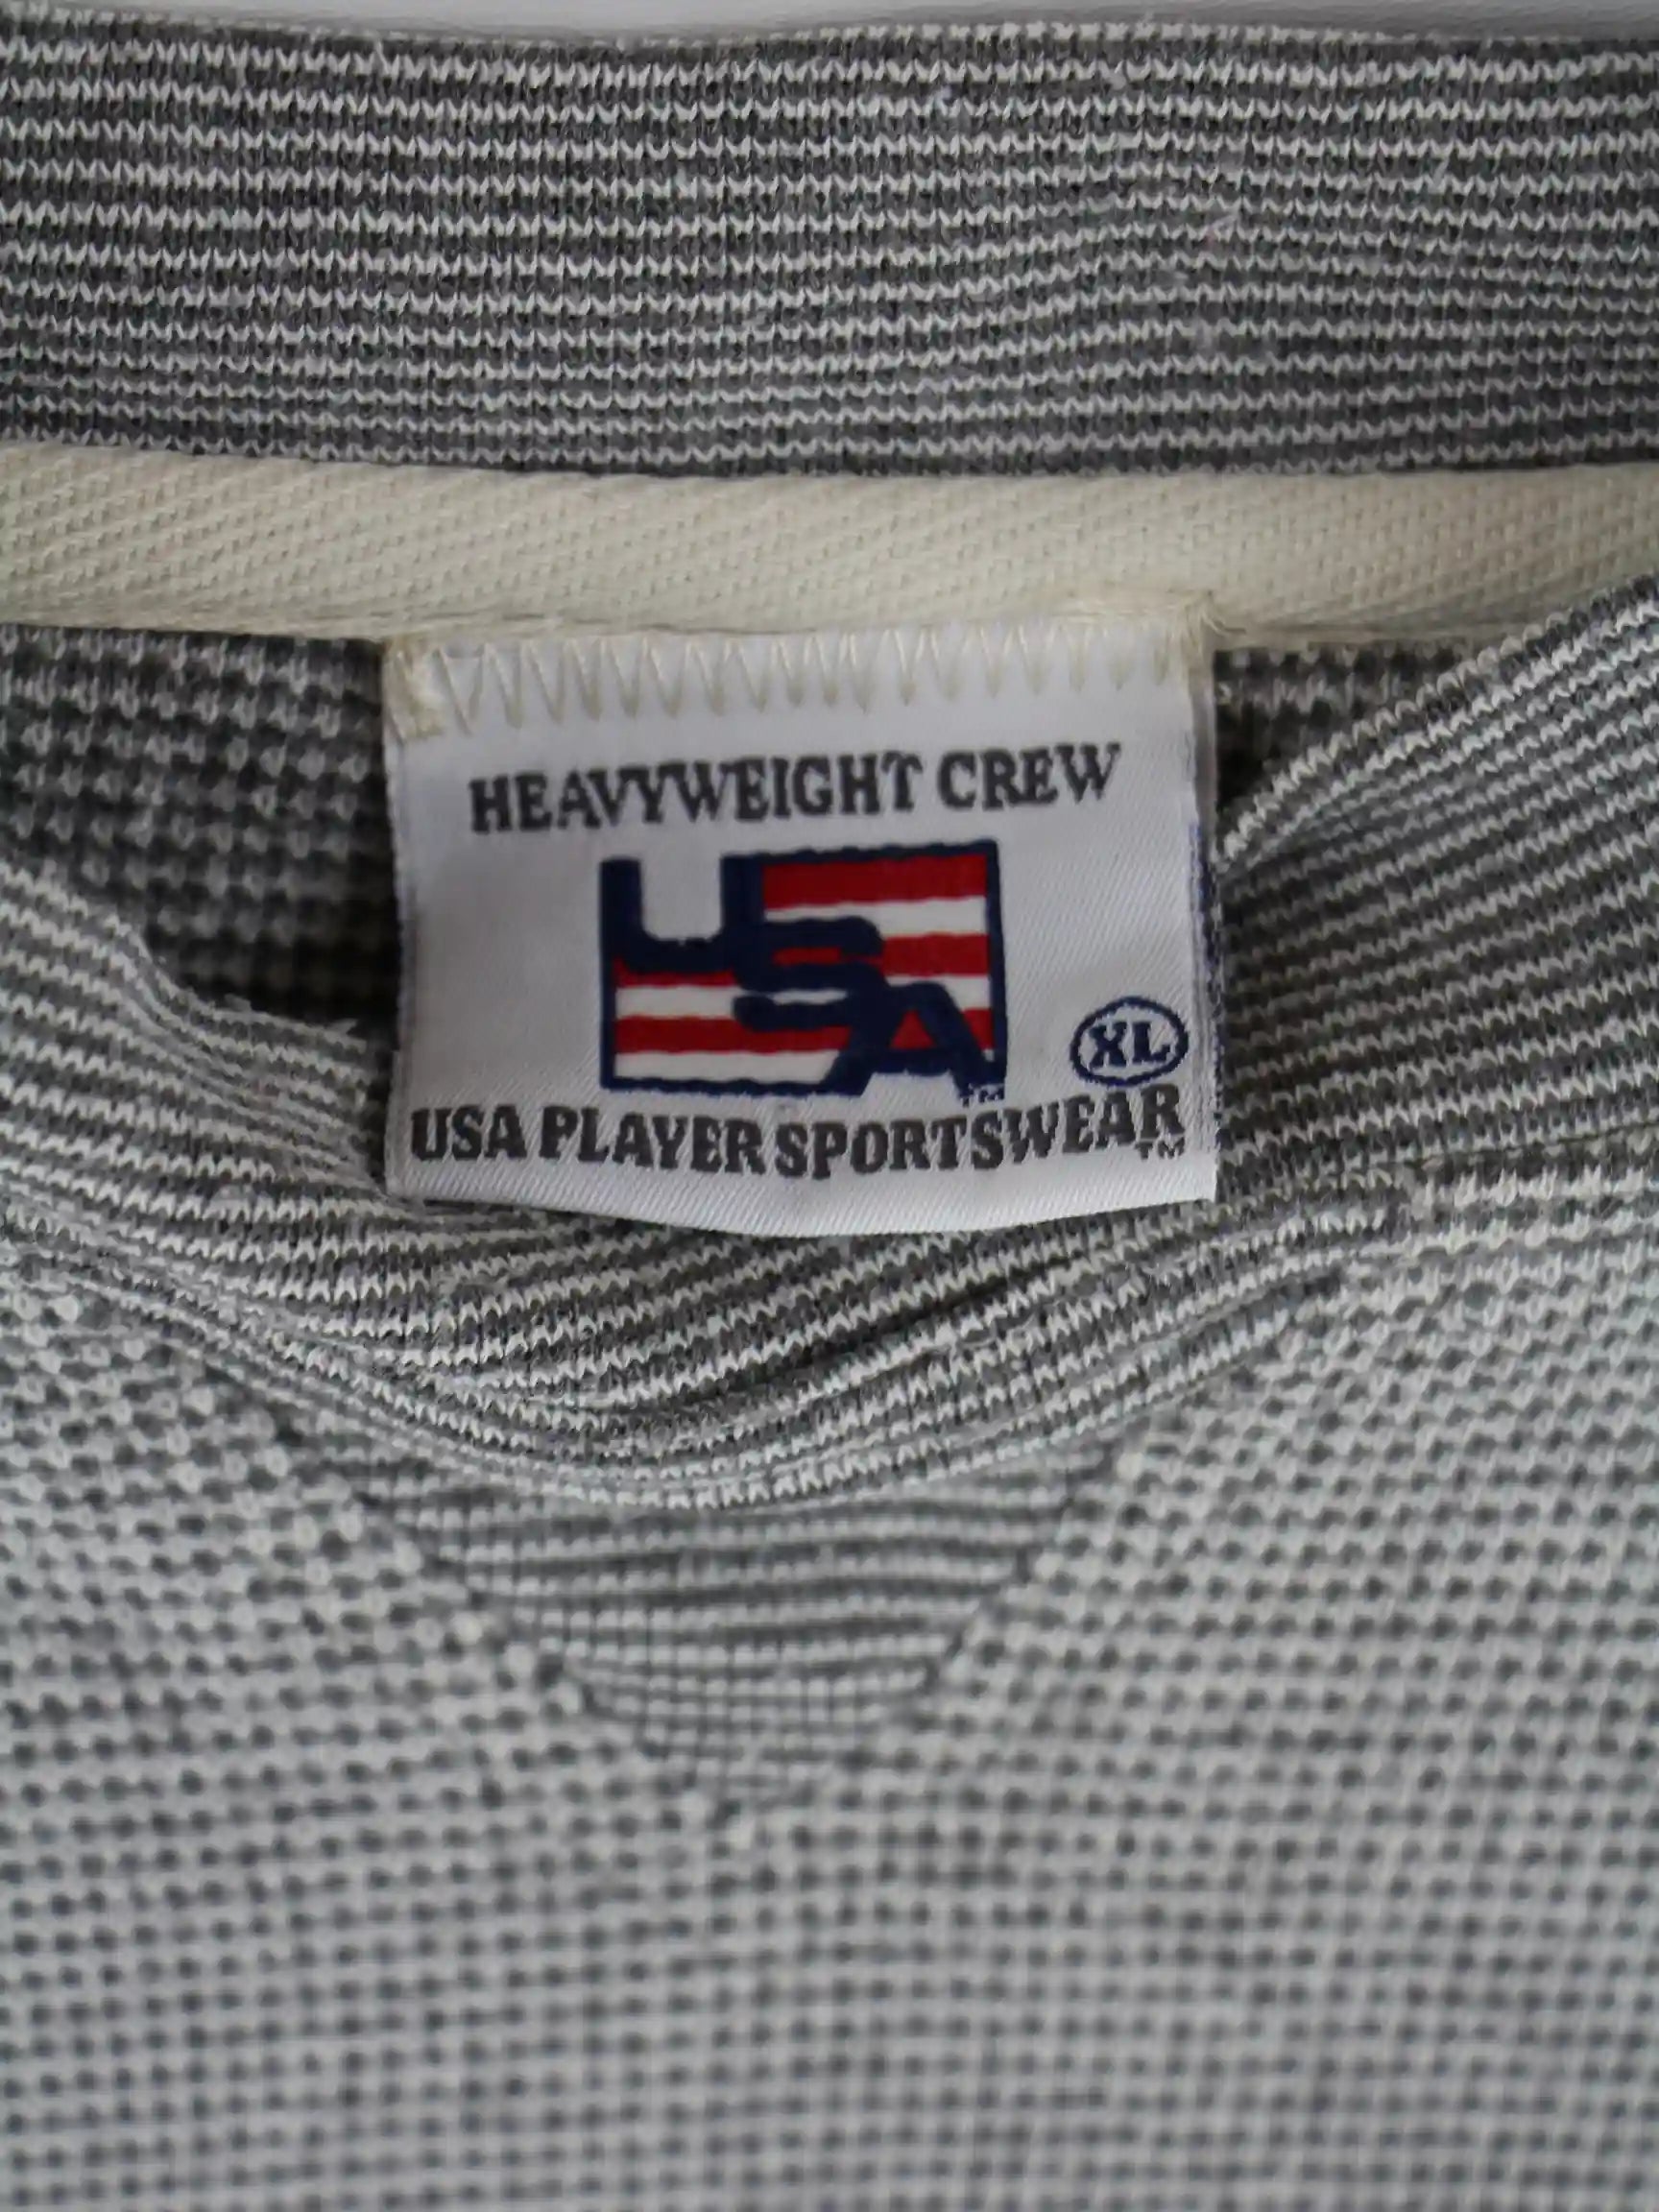 HEAVYWEIGHT CREW
USA
TM
XL
USA PLAYER SPORTSWEAR
TM